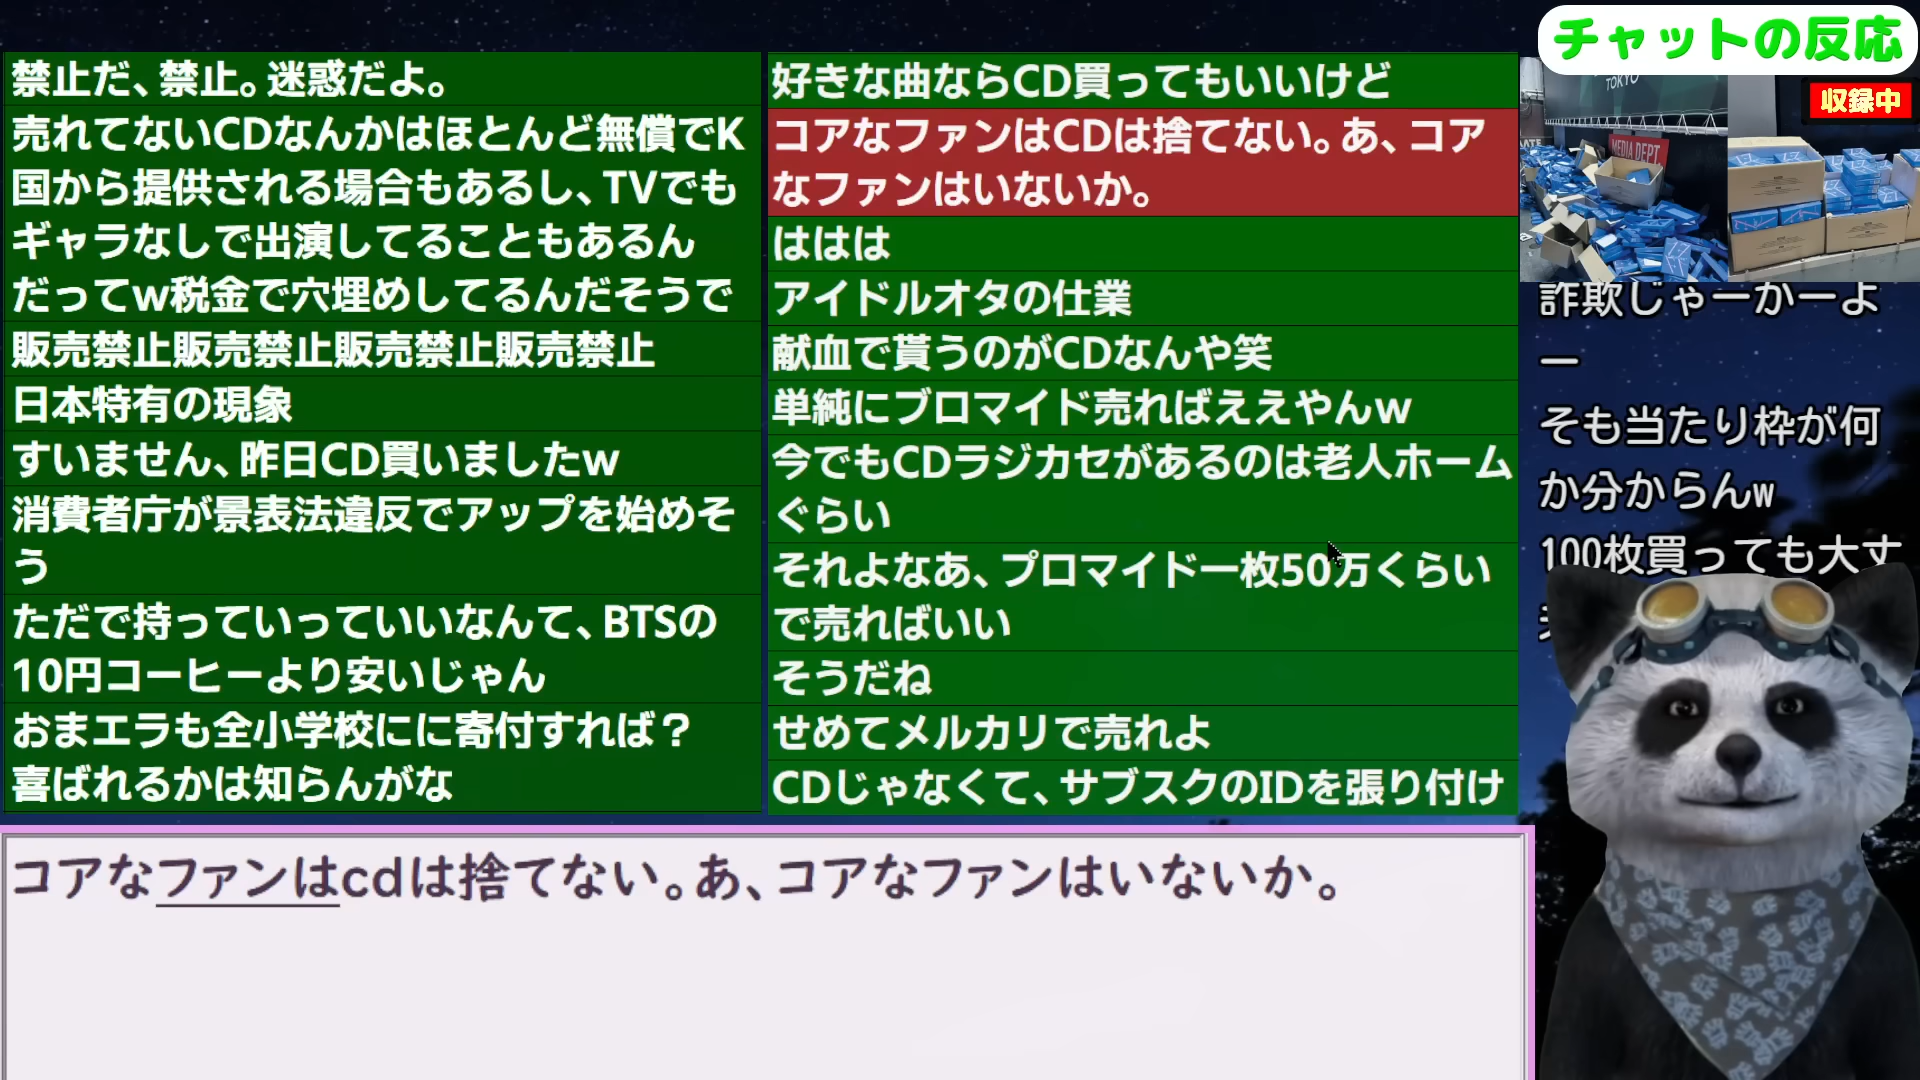 禁止だ、禁止。迷惑だよ。
売れてないCDなんかはほとんど無償でK
国から提供される場合もあるし、TVでも
ギャラなしで出演してることもあるん
だってw税金で穴埋めしてるんだそうで
販売禁止販売禁止販売禁止販売禁止
日本特有の現象
すいません、昨日CD買いましたw
消費者庁が景表法違反でアップを始めそ
う
ただで持っていっていいなんて、BTSの
10円コーヒーより安いじゃん
おまエラも全小学校にに寄付すれば？
喜ばれるかは知らんがな
好きな曲ならCD買ってもいいけど
コアなファンはCDは捨てない。あ、コア
なファンはいないか。
ははは
アイドルオタの仕業
献血で貰うのがCDなんや笑
単純にブロマイド売ればええやんw
今でもCDラジカセがあるのは老人ホーム
ぐらい
それよなあ、プロマイド一枚50万くらい
で売ればいい
そうだね
せめてメルカリで売れよ
CDじゃなくて、サブスクのIDを張り付け
チャットの反応
TOKYO
収録中
MEDIA DEPT.
詐欺じゃーかーよ
ー
そも当たり枠が何
か分からんw
100枚買っても大丈
コアなファンはcdは捨てない。あ、コアなファンはいないか。